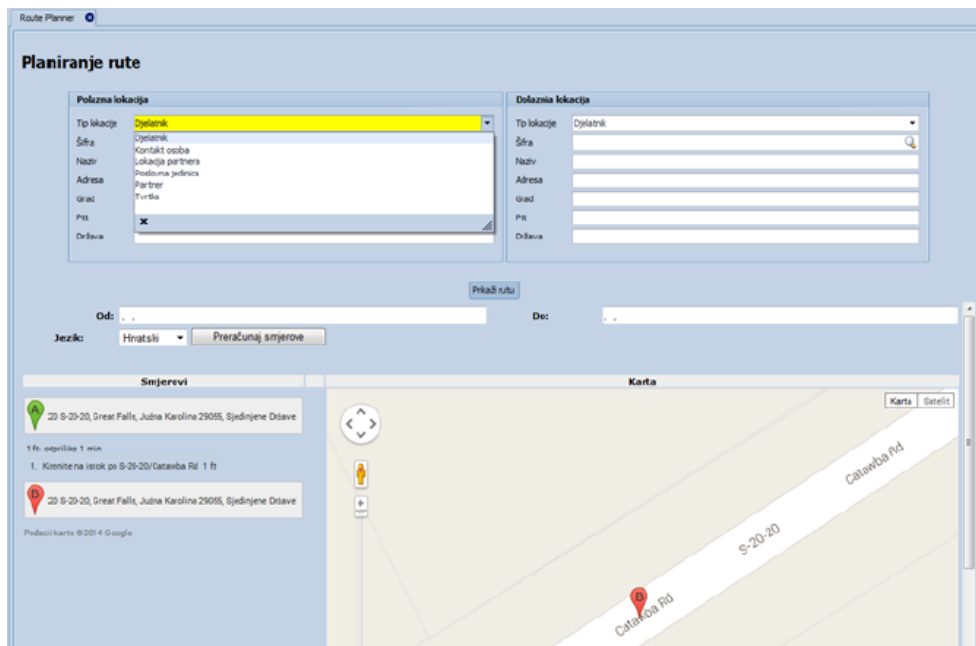 Route Planner
Planiranje rute
Polazna lokacija
Tip lokacije Djelatnik
Djelatnik
Šifra
Kontakt osoba
Naziv Lokacija partnera
Poslovna jedinica
Adresa Partner
Grad Tvrtka
Ptt
Država
Dolaznia lokacija
Tip lokacije Djelatnik
Šifra
Naziv
Adresa
Grad
Ptt
Država
Prikaži rutu
Od: , ,
Do: , ,
Jezik: Hrvatski Preračunaj smjerove
Smjerovi
Karta
A
20 S-20-20, Great Falls, Južna Karolina 29055, Sjedinjene Države
1 ft- otprilike 1 min
1. Krenite na istok po S-20-20/Catawba Rd 1 ft
B
20 S-20-20, Great Falls, Južna Karolina 29055, Sjedinjene Države
Podaci karte ©2014 Google
Karta Satelit
Catawba Rd
S-20-20
B
Catawba Rd